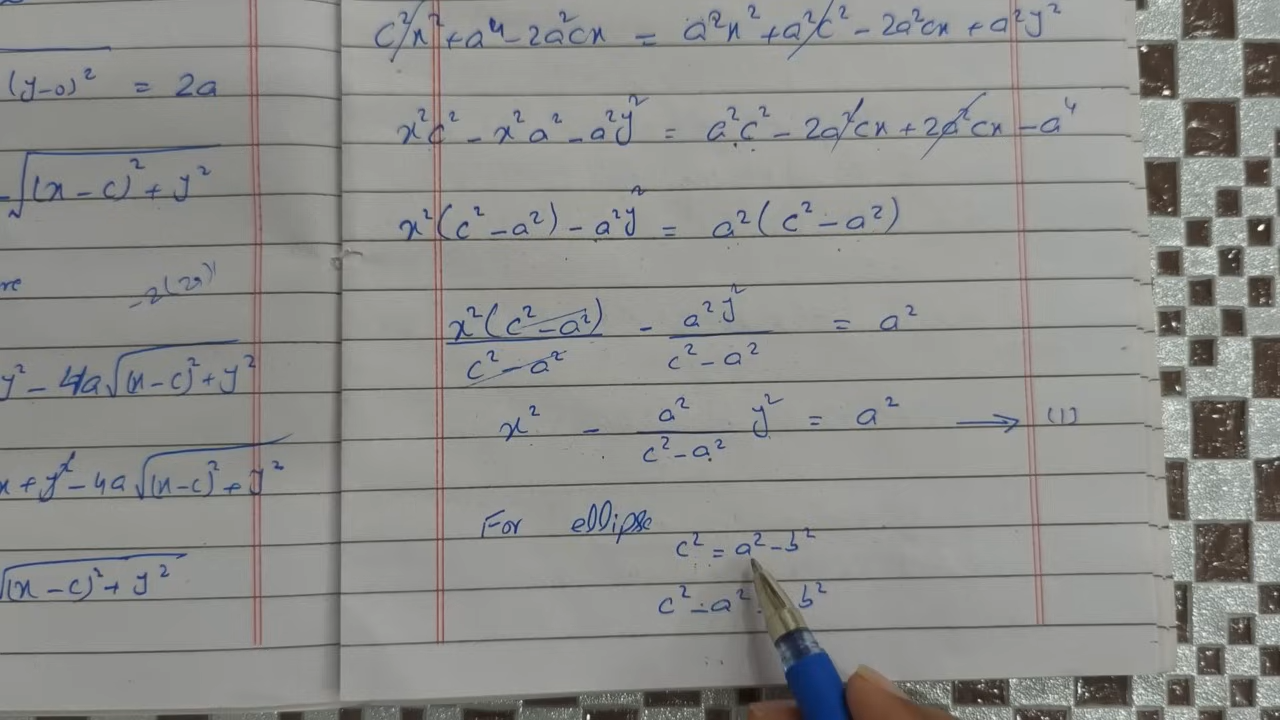 (y-0)² = 2a
√((x-c)² + y²)
-2(2a)
y² - 4a√((x-c)² + y²)
x + y² - 4a√((x-c)² + y²)
√((x-c)² + y²)
c²x² + a⁴ - 2a²cx = a²x² + a²c² - 2a²cx + a²y²
x²c² - x²a² - a²y² = a²c² - 2a²cx + 2a²cx - a⁴
x²(c² - a²) - a²y² = a²(c² - a²)
x²(c² - a²)/(c² - a²) - a²y²/(c² - a²) = a²
x² - a²/(c² - a²) y² = a² → (1)
For ellipse
c² = a² - b²
c² - a² b²